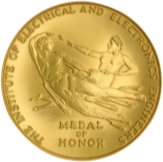 THE INSTITUTE OF ELECTRICAL AND ELECTRONICS ENGINEERS
MEDAL
OF
HONOR